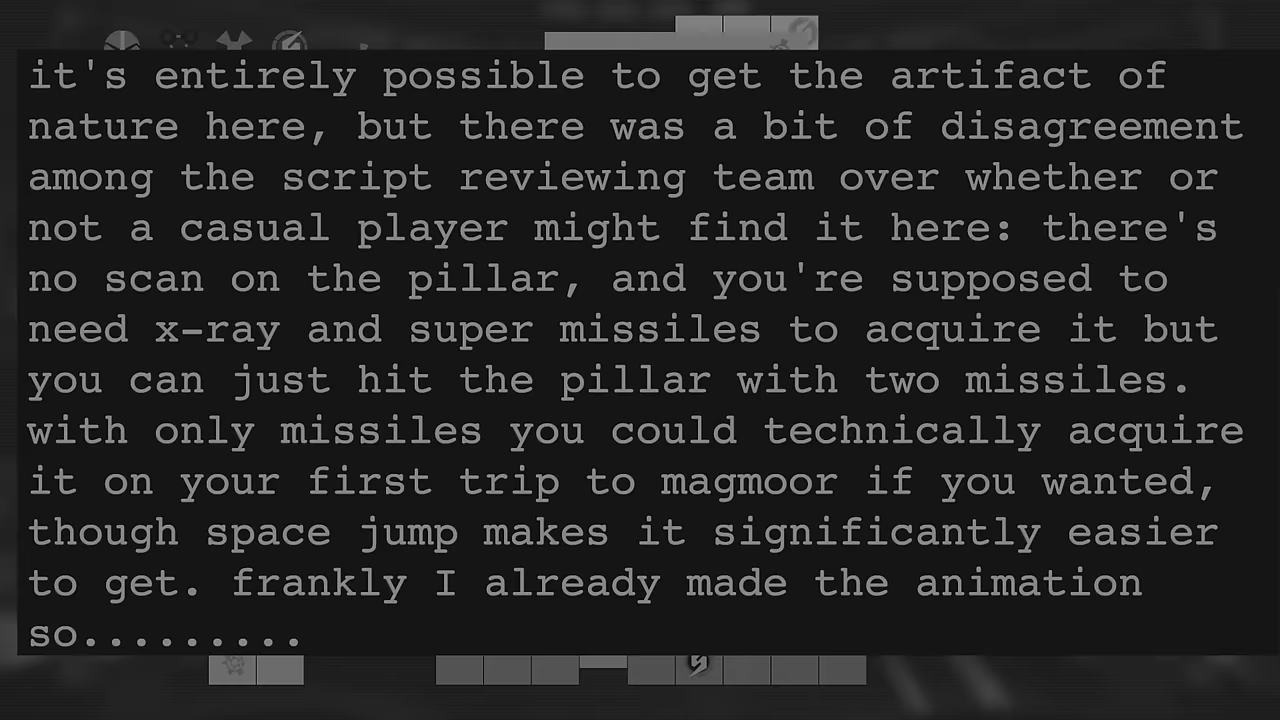 it's entirely possible to get the artifact of
nature here, but there was a bit of disagreement
among the script reviewing team over whether or
not a casual player might find it here: there's
no scan on the pillar, and you're supposed to
need x-ray and super missiles to acquire it but
you can just hit the pillar with two missiles.
with only missiles you could technically acquire
it on your first trip to magmoor if you wanted,
though space jump makes it significantly easier
to get. frankly I already made the animation
so.........